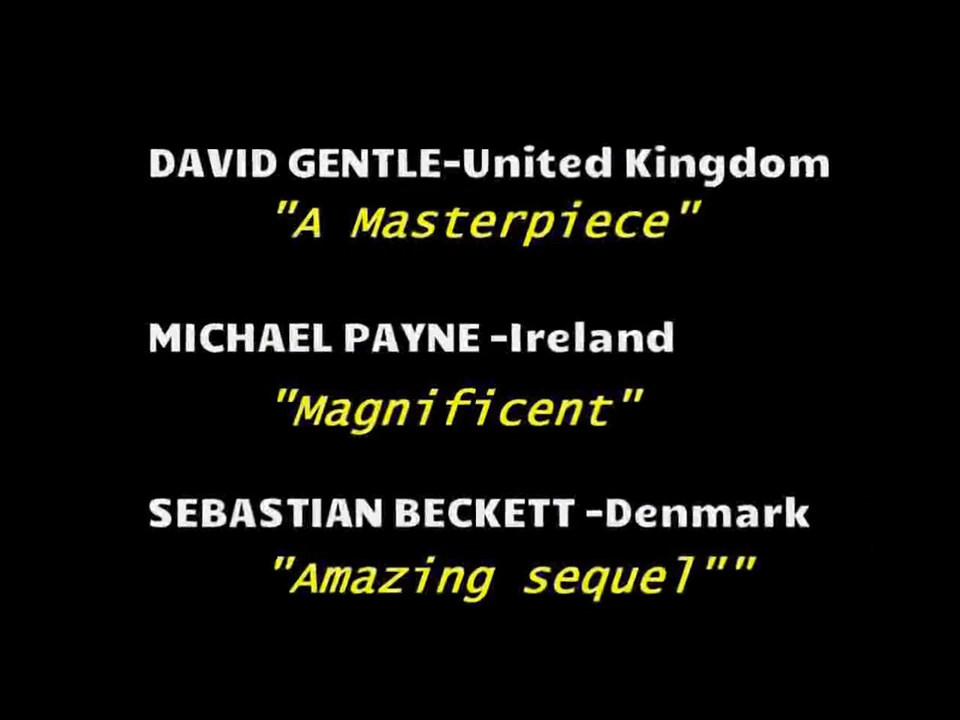 DAVID GENTLE-United Kingdom
"A Masterpiece"
MICHAEL PAYNE -Ireland
"Magnificent"
SEBASTIAN BECKETT -Denmark
"Amazing sequel""